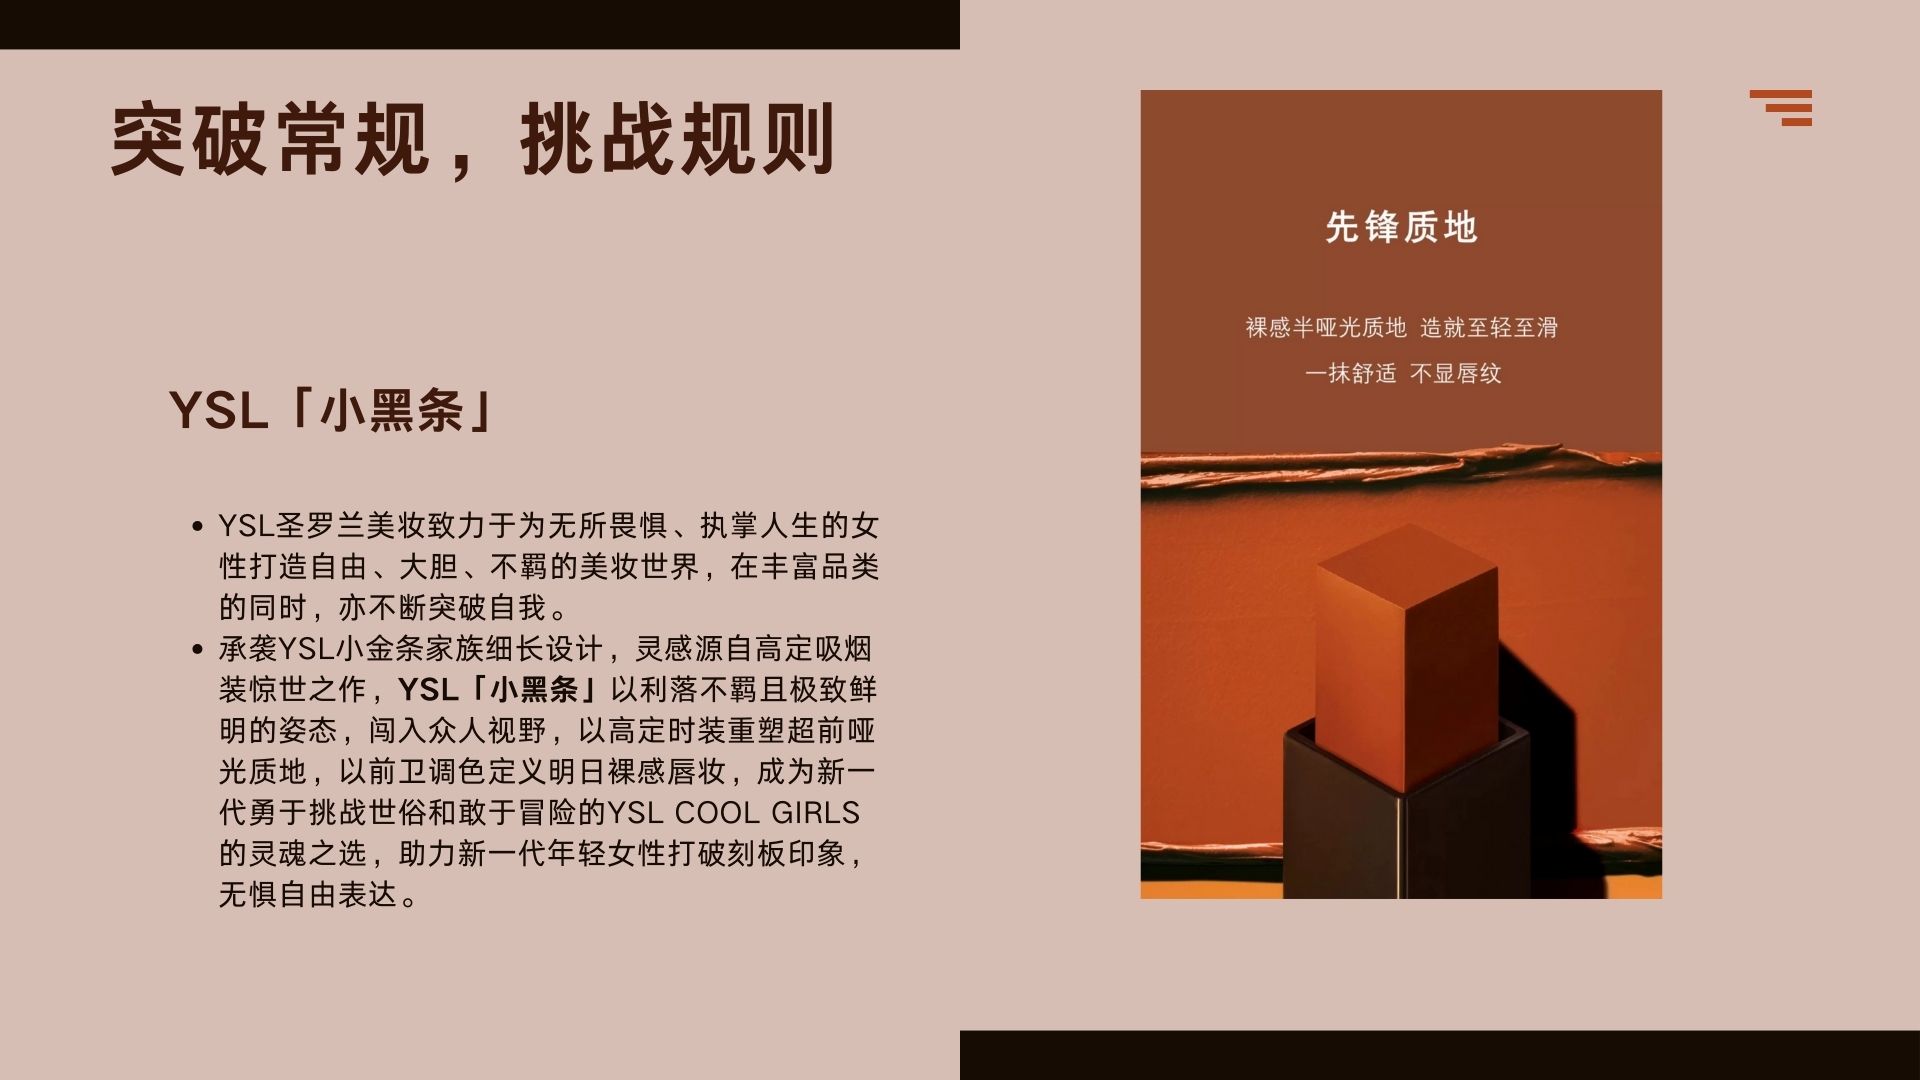 突破常规，挑战规则
YSL「小黑条」
• YSL圣罗兰美妆致力于为无所畏惧、执掌人生的女
性打造自由、大胆、不羁的美妆世界，在丰富品类
的同时，亦不断突破自我。
• 承袭YSL小金条家族细长设计，灵感源自高定吸烟
装惊世之作，YSL「小黑条」以利落不羁且极致鲜
明的姿态，闯入众人视野，以高定时装重塑超前哑
光质地，以前卫调色定义明日裸感唇妆，成为新一
代勇于挑战世俗和敢于冒险的YSL COOL GIRLS
的灵魂之选，助力新一代年轻女性打破刻板印象，
无惧自由表达。
先锋质地
裸感半哑光质地 造就至轻至滑
一抹舒适 不显唇纹